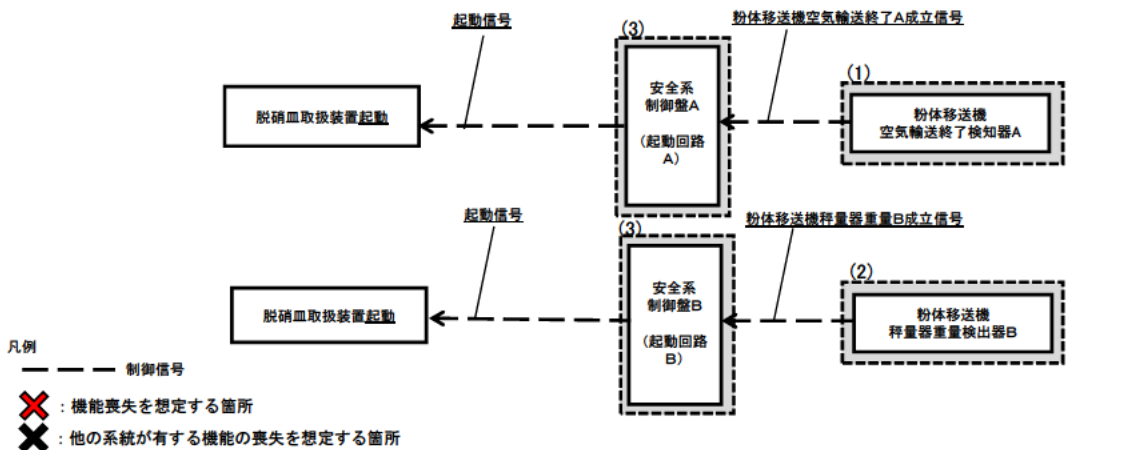 起動信号
(3)
粉体移送機空気輸送終了A成立信号
(1)
脱硝皿取扱装置起動
安全系
制御盤A
(起動回路
A)
粉体移送機
空気輸送終了検知器A
起動信号
(3)
粉体移送機秤量器重量B成立信号
(2)
脱硝皿取扱装置起動
安全系
制御盤B
(起動回路
B)
粉体移送機
秤量器重量検出器B
凡例
制御信号
：機能喪失を想定する箇所
：他の系統が有する機能の喪失を想定する箇所